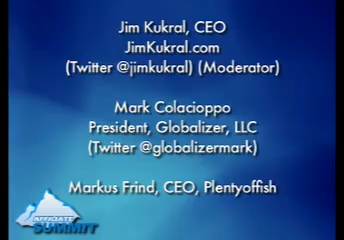 Jim Kukral, CEO
JimKukral.com
(Twitter @jimkukral) (Moderator)
Mark Colacioppo
President, Globalizer, LLC
(Twitter @globalizermark)
Markus Frind, CEO, Plentyoffish
AFFILIATE
SUMMIT